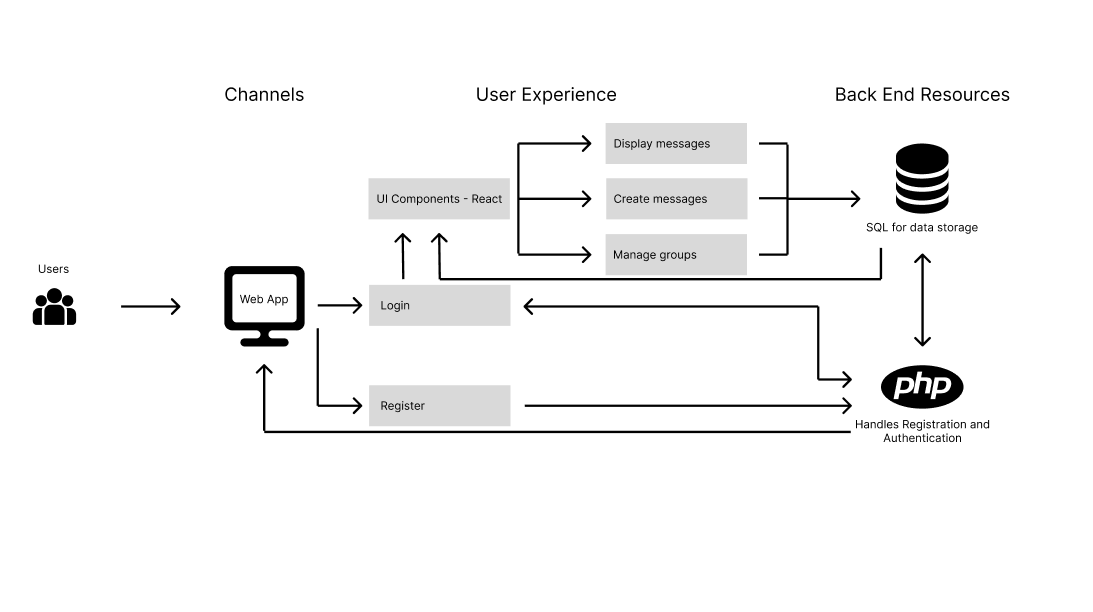 Channels
User Experience
Back End Resources
Display messages
UI Components - React
Create messages
SQL for data storage
Manage groups
Users
Web App
Login
php
Register
Handles Registration and
Authentication